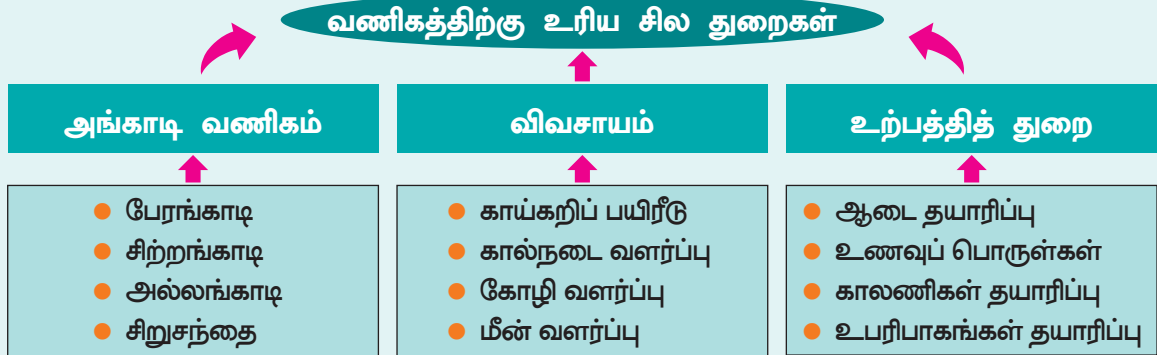 வணிகத்திற்கு உரிய சில துறைகள்
அங்காடி வணிகம்
பேரங்காடி
சிற்றங்காடி
அல்லங்காடி
சிறுசந்தை
விவசாயம்
காய்கறிப் பயிரீடு
கால்நடை வளர்ப்பு
கோழி வளர்ப்பு
மீன் வளர்ப்பு
உற்பத்தித் துறை
ஆடை தயாரிப்பு
உணவுப் பொருள்கள்
காலணிகள் தயாரிப்பு
உபரிபாகங்கள் தயாரிப்பு